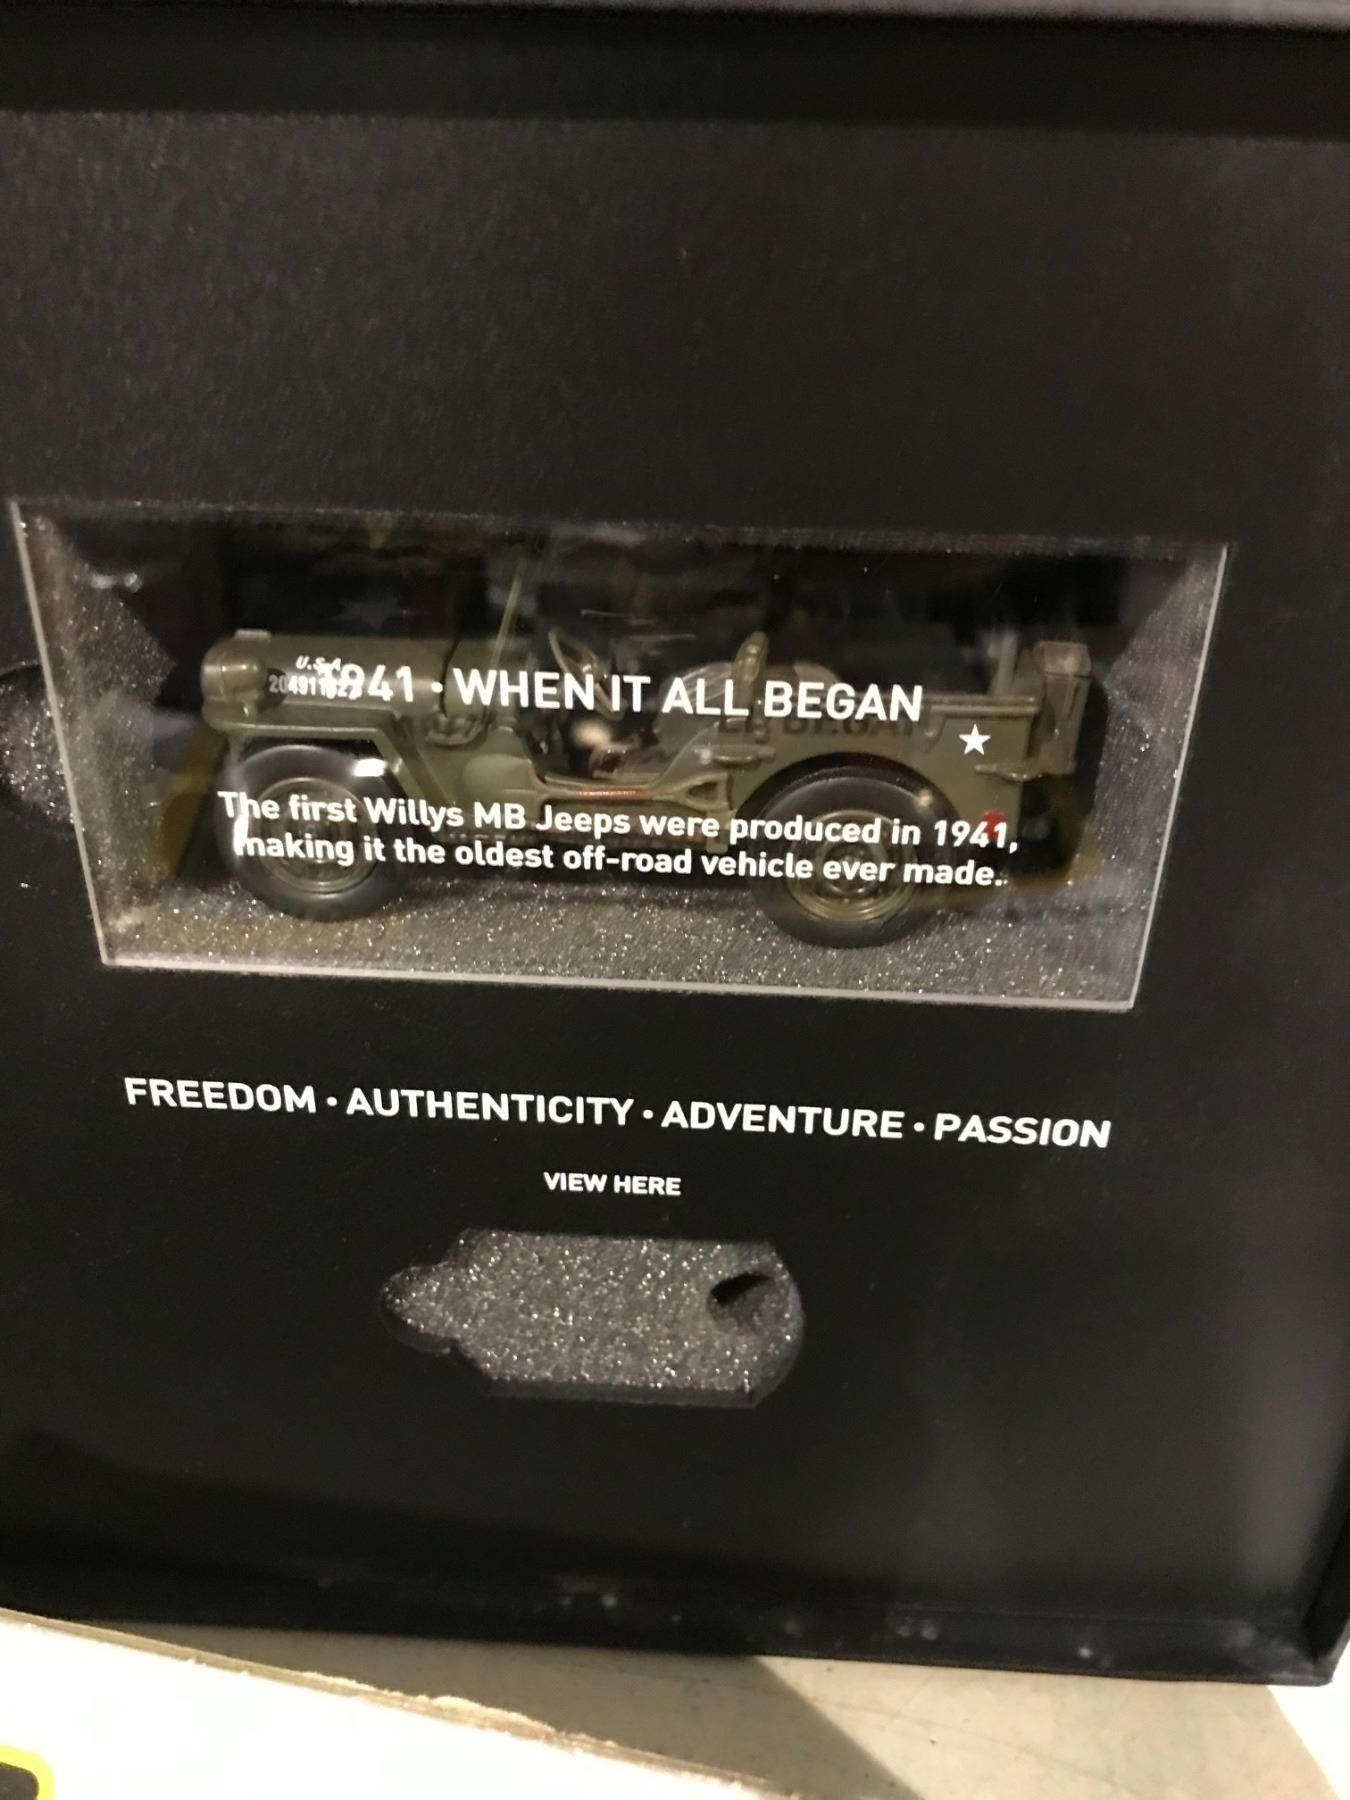 U.S.A.
1941 · WHEN IT ALL BEGAN
The first Willys MB Jeeps were produced in 1941,
making it the oldest off-road vehicle ever made.
FREEDOM · AUTHENTICITY · ADVENTURE · PASSION
VIEW HERE